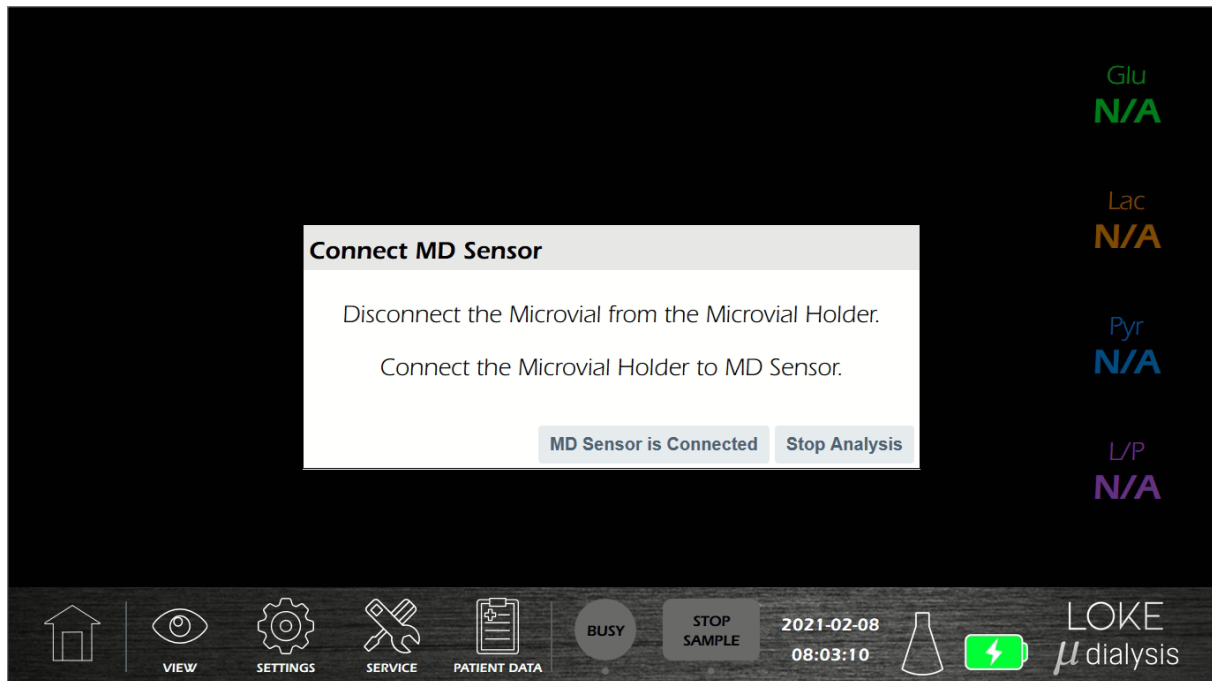 Glu
N/A
Lac
N/A
Connect MD Sensor
Disconnect the Microvial from the Microvial Holder.
Connect the Microvial Holder to MD Sensor.
Pyr
N/A
MD Sensor is Connected
Stop Analysis
L/P
N/A
VIEW
SETTINGS
SERVICE
PATIENT DATA
BUSY
STOP
SAMPLE
2021-02-08
08:03:10
LOKE
μ dialysis